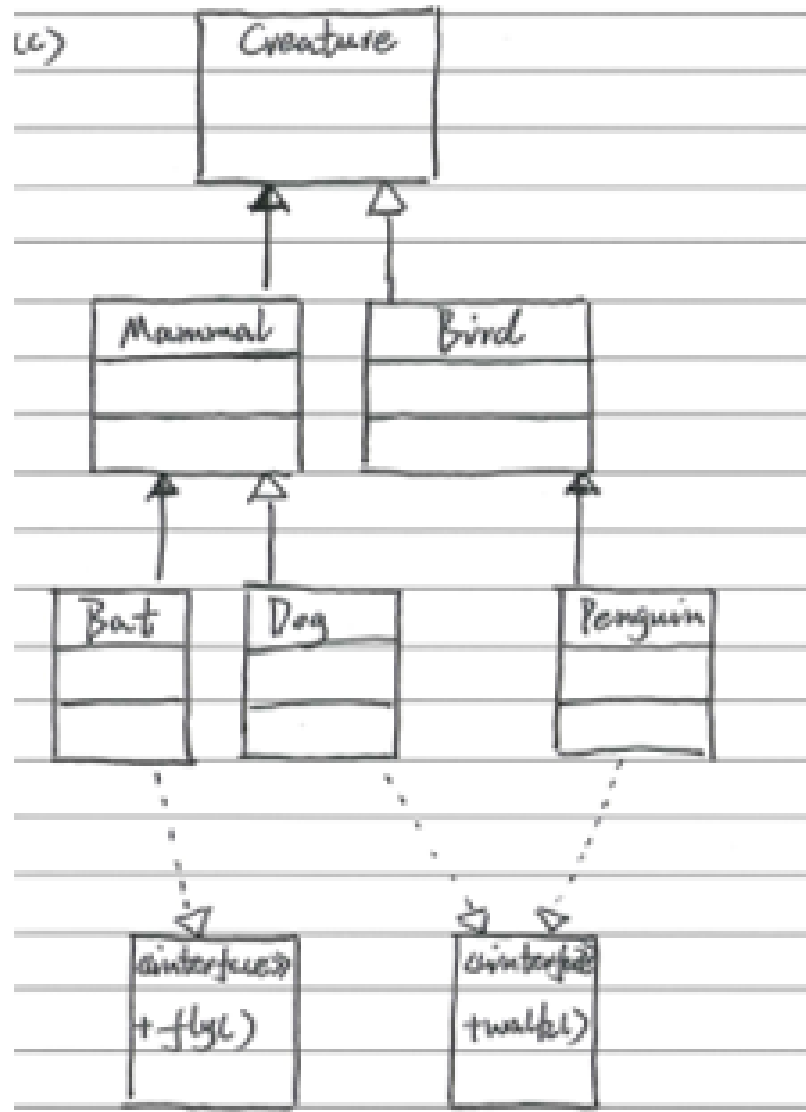 Creature
Mammal
Bird
Bat
Dog
Penguin
«interface»
+fly()
+walk()